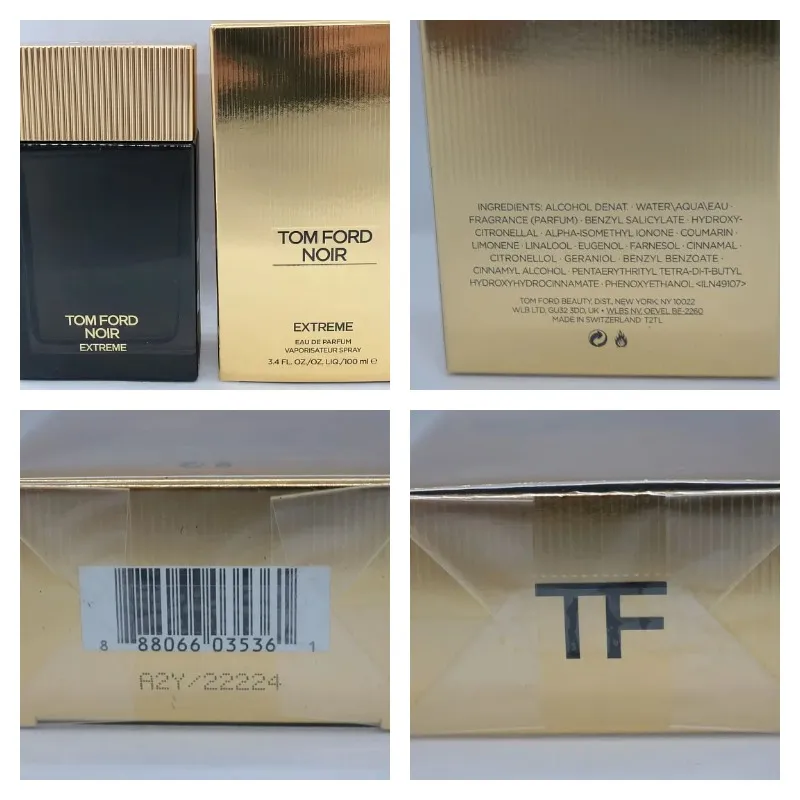 TOM FORD
NOIR
EXTREME
TOM FORD
NOIR
EXTREME
EAU DE PARFUM
VAPORISATEUR SPRAY
3.4 FL. OZ./OZ. LIQ./100 ml ℮
INGREDIENTS: ALCOHOL DENAT. · WATER\AQUA\EAU ·
FRAGRANCE (PARFUM) · BENZYL SALICYLATE · HYDROXY-
CITRONELLAL · ALPHA-ISOMETHYL IONONE · COUMARIN ·
LIMONENE · LINALOOL · EUGENOL · FARNESOL · CINNAMAL ·
CITRONELLOL · GERANIOL · BENZYL BENZOATE ·
CINNAMYL ALCOHOL · PENTAERYTHRITYL TETRA-DI-T-BUTYL
HYDROXYHYDROCINNAMATE · PHENOXYETHANOL <ILN49107>
TOM FORD BEAUTY, DIST., NEW YORK, NY 10022
WLB LTD, GU32 3DD, UK • WLBS NV, OEVEL BE-2260
MADE IN SWITZERLAND T2TL
8 88066 03536 1
A2Y/22224
TF